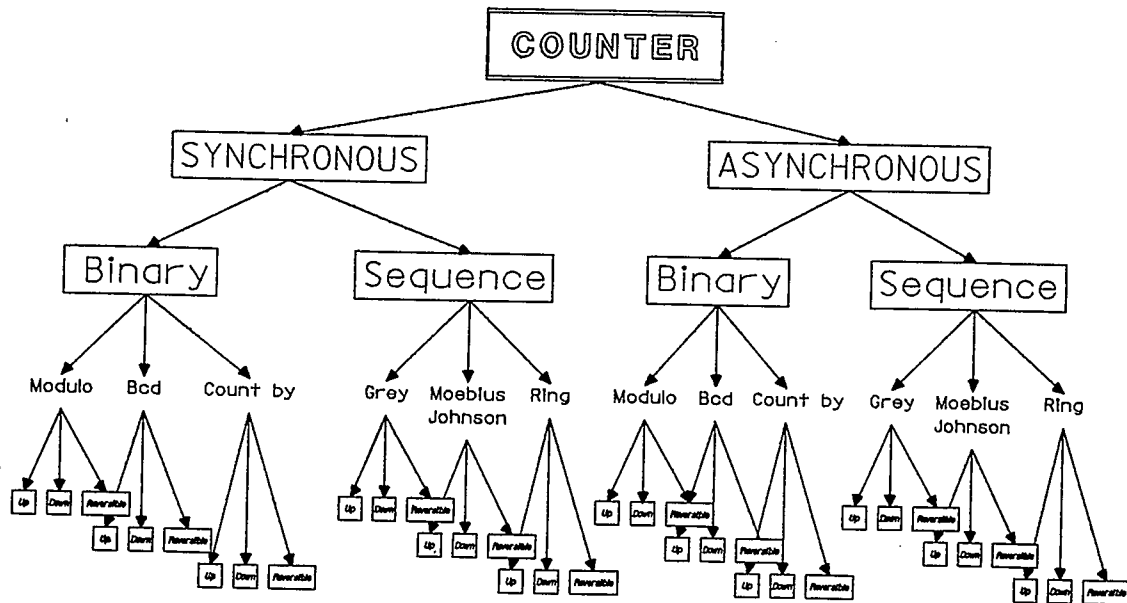 COUNTER
SYNCHRONOUS
ASYNCHRONOUS
Binary
Sequence
Binary
Sequence
Modulo
Bcd
Count by
Grey
Moebius
Johnson
Ring
Modulo
Bcd
Count by
Grey
Moebius
Johnson
Ring
Up
Down
Reversible
Up
Down
Reversible
Up
Down
Reversible
Up
Down
Reversible
Up
Down
Reversible
Up
Down
Reversible
Up
Down
Reversible
Up
Down
Reversible
Up
Down
Reversible
Up
Down
Reversible
Up
Down
Reversible
Up
Down
Reversible